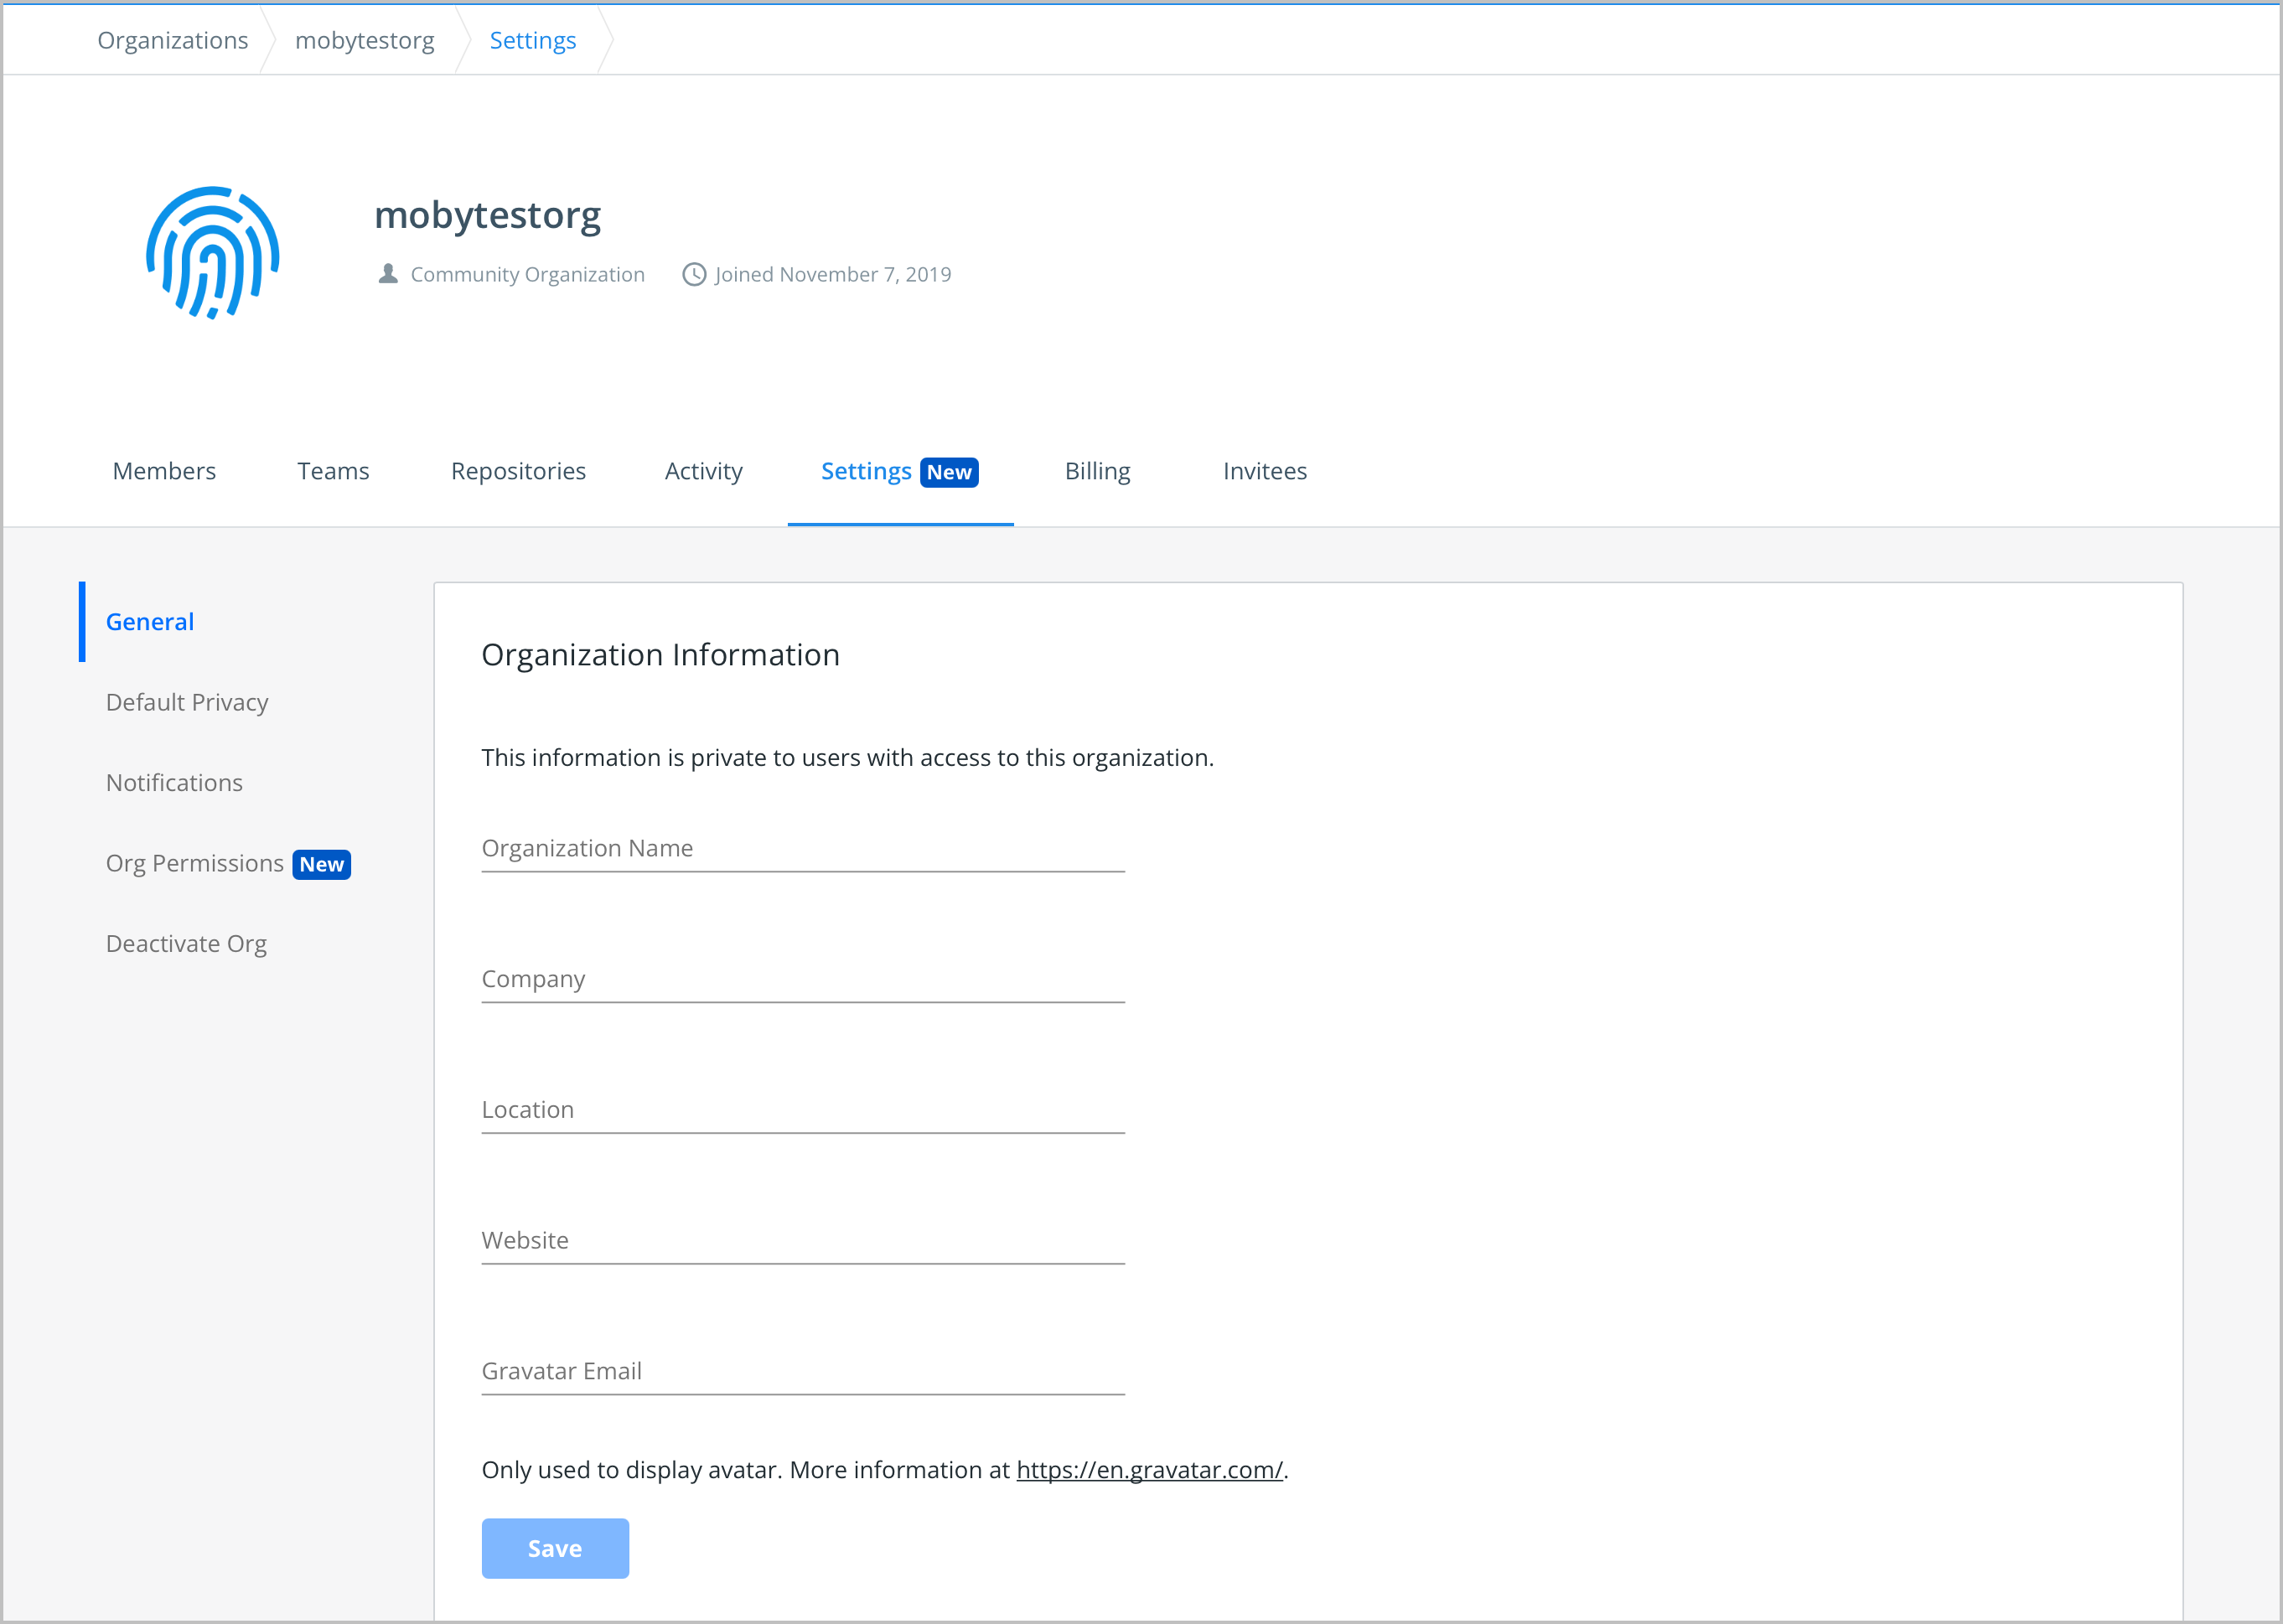 Organizations mobytestorg Settings
mobytestorg
Community Organization Joined November 7, 2019
Members Teams Repositories Activity Settings New Billing Invitees
General
Default Privacy
Notifications
Org Permissions New
Deactivate Org
Organization Information
This information is private to users with access to this organization.
Organization Name
Company
Location
Website
Gravatar Email
Only used to display avatar. More information at https://en.gravatar.com/.
Save